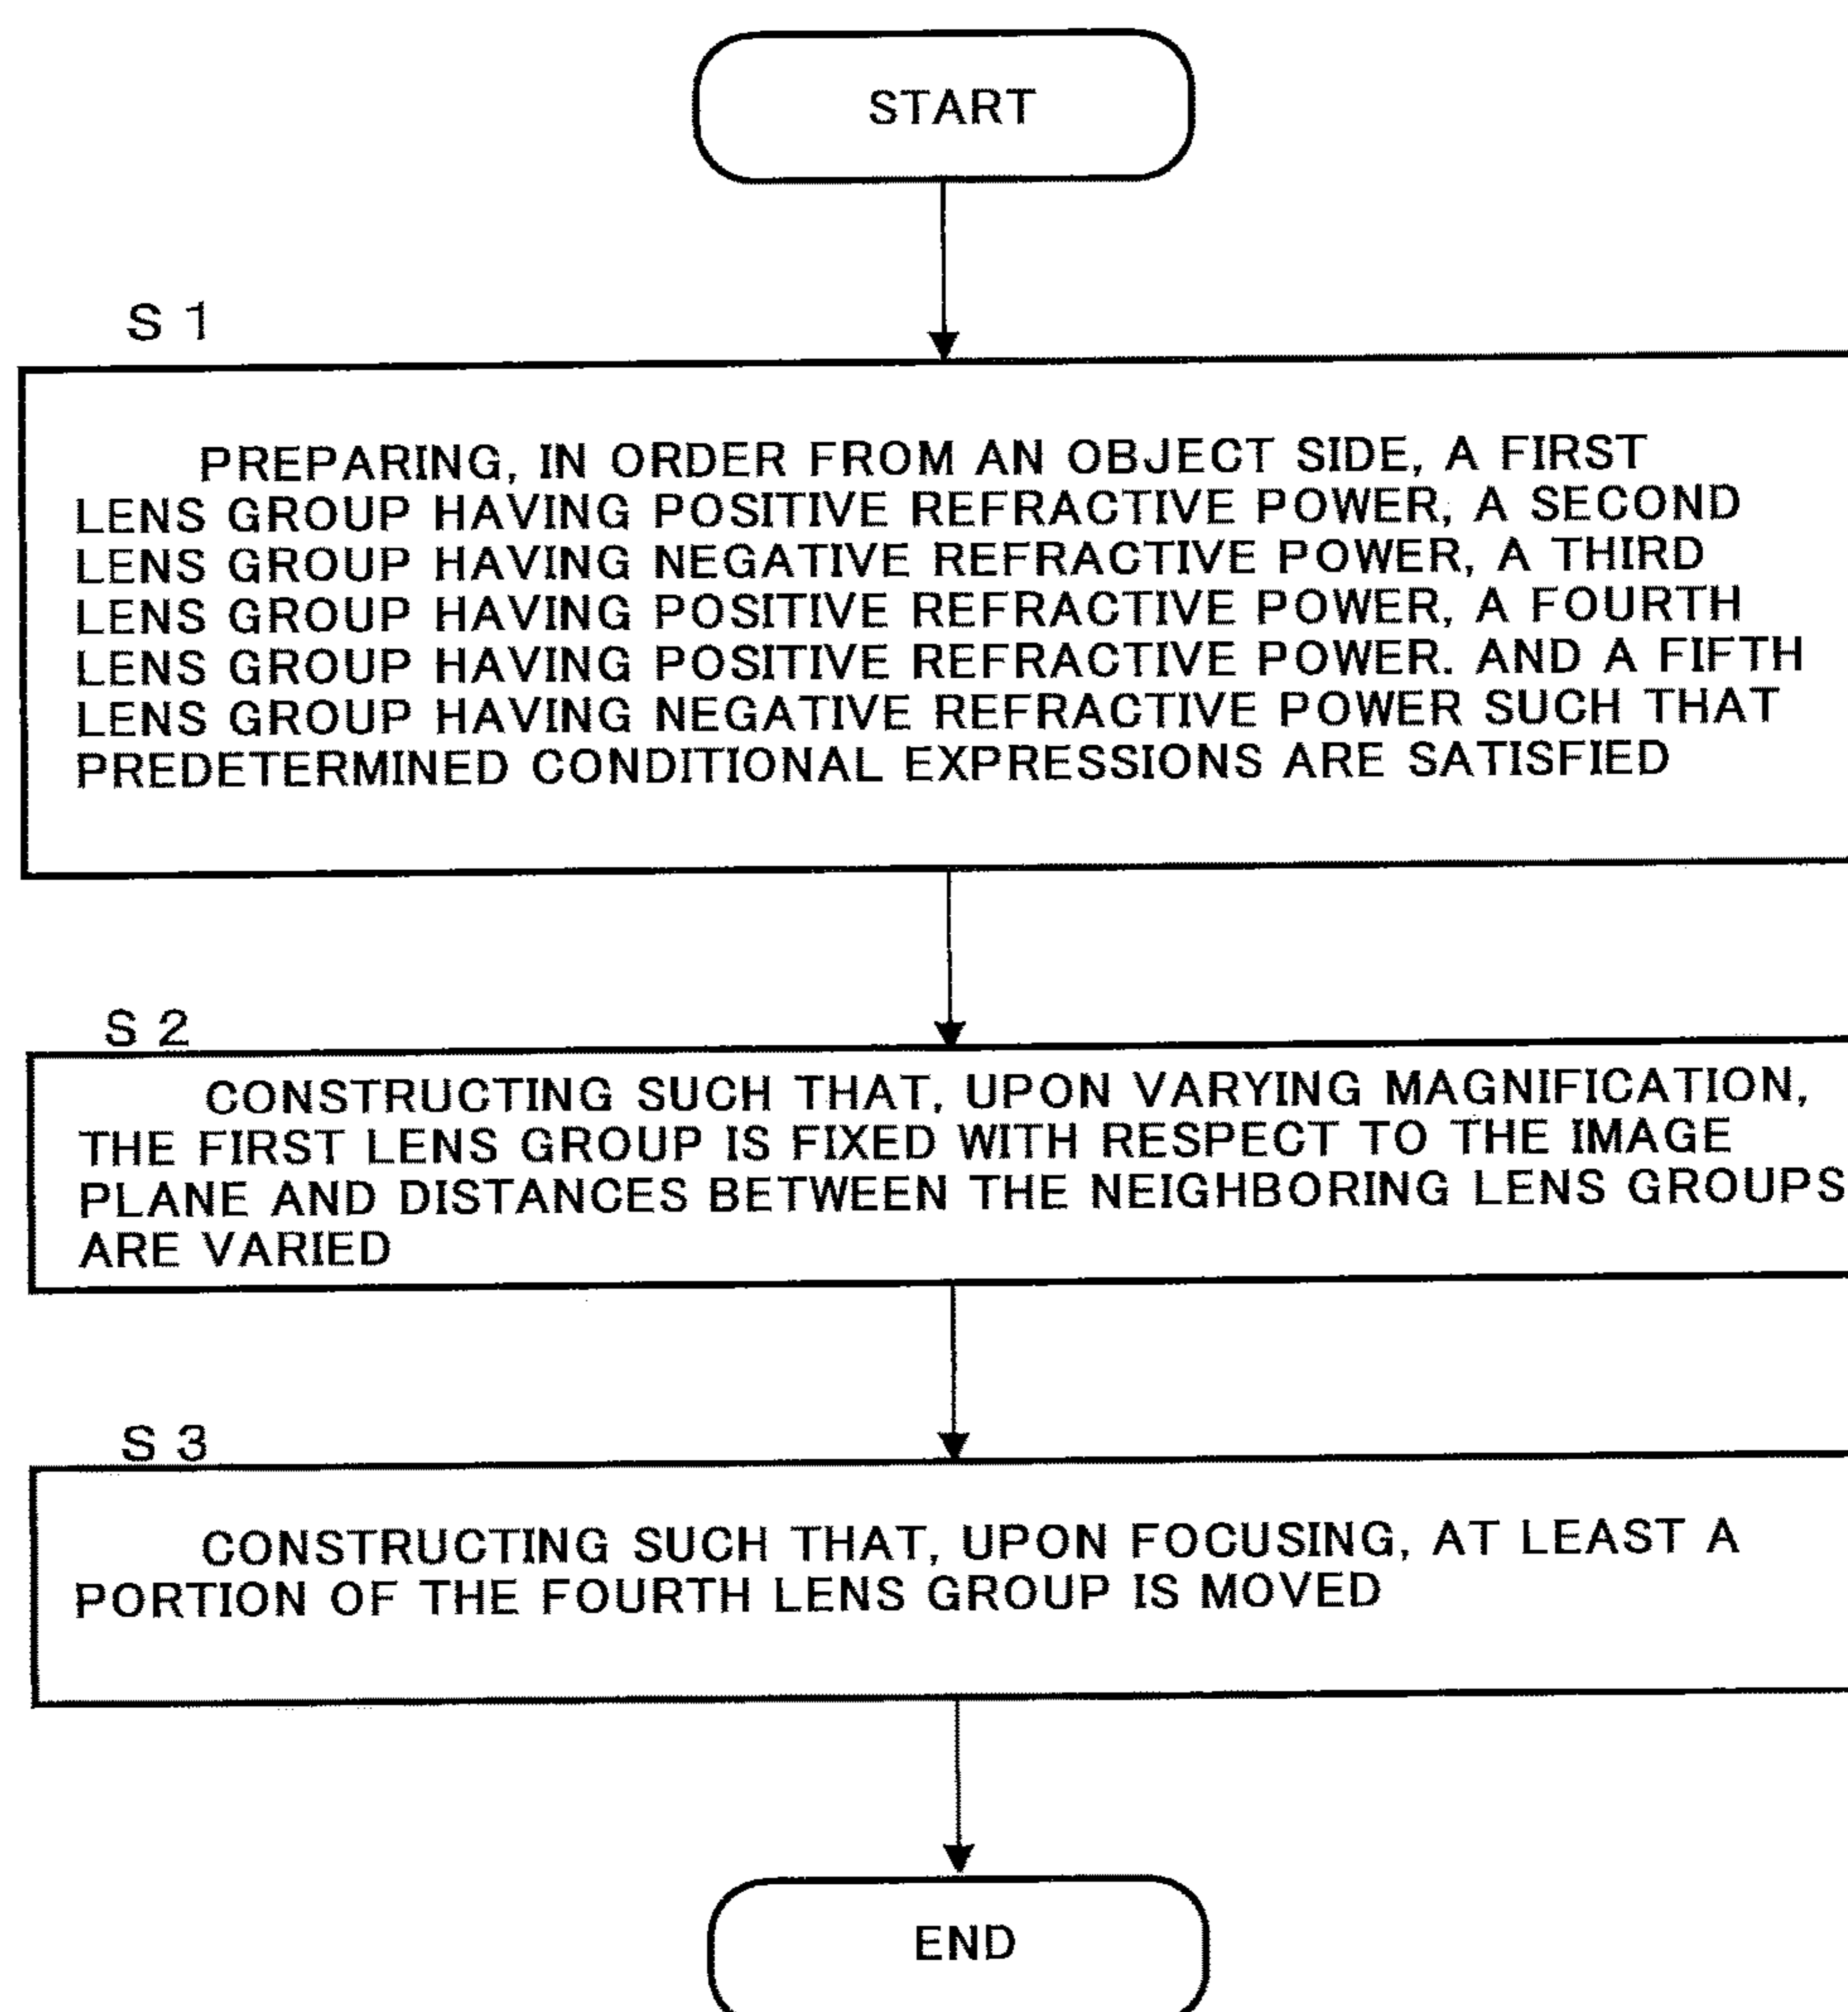 START
S 1
PREPARING, IN ORDER FROM AN OBJECT SIDE, A FIRST
LENS GROUP HAVING POSITIVE REFRACTIVE POWER, A SECOND
LENS GROUP HAVING NEGATIVE REFRACTIVE POWER, A THIRD
LENS GROUP HAVING POSITIVE REFRACTIVE POWER, A FOURTH
LENS GROUP HAVING POSITIVE REFRACTIVE POWER. AND A FIFTH
LENS GROUP HAVING NEGATIVE REFRACTIVE POWER SUCH THAT
PREDETERMINED CONDITIONAL EXPRESSIONS ARE SATISFIED
S 2
CONSTRUCTING SUCH THAT, UPON VARYING MAGNIFICATION,
THE FIRST LENS GROUP IS FIXED WITH RESPECT TO THE IMAGE
PLANE AND DISTANCES BETWEEN THE NEIGHBORING LENS GROUPS
ARE VARIED
S 3
CONSTRUCTING SUCH THAT, UPON FOCUSING, AT LEAST A
PORTION OF THE FOURTH LENS GROUP IS MOVED
END